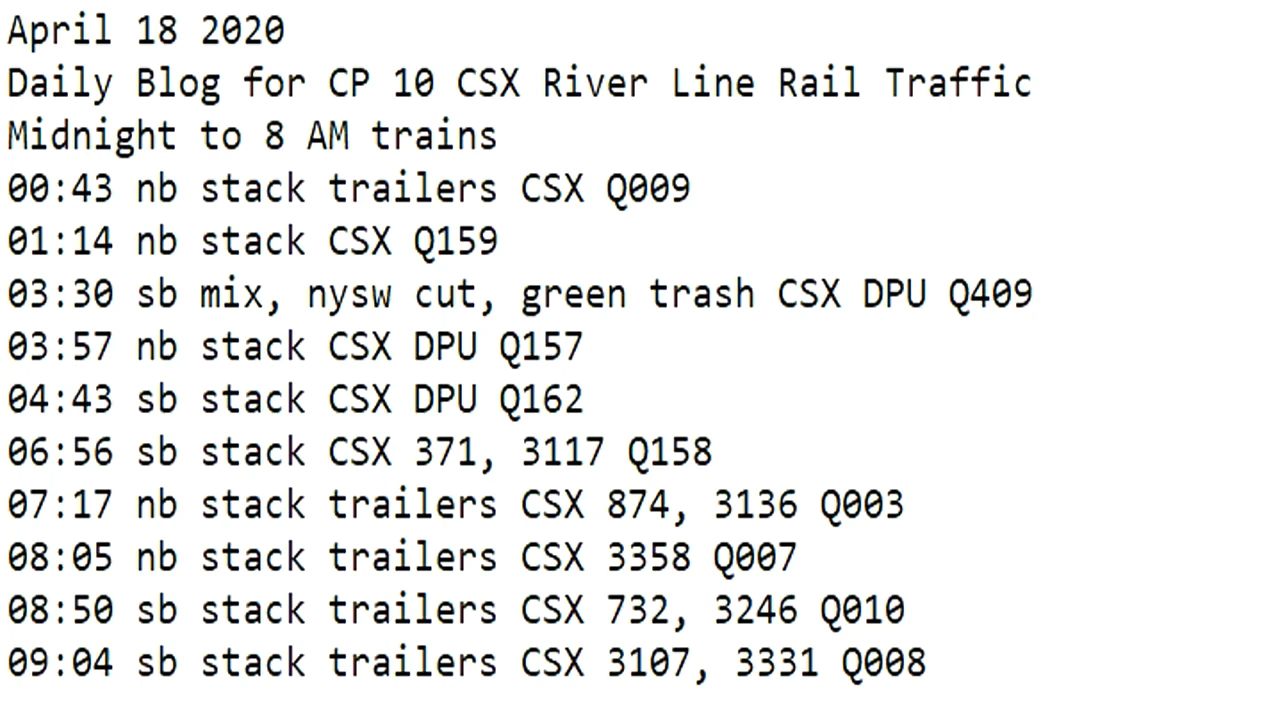 April 18 2020
Daily Blog for CP 10 CSX River Line Rail Traffic
Midnight to 8 AM trains
00:43 nb stack trailers CSX Q009
01:14 nb stack CSX Q159
03:30 sb mix, nysw cut, green trash CSX DPU Q409
03:57 nb stack CSX DPU Q157
04:43 sb stack CSX DPU Q162
06:56 sb stack CSX 371, 3117 Q158
07:17 nb stack trailers CSX 874, 3136 Q003
08:05 nb stack trailers CSX 3358 Q007
08:50 sb stack trailers CSX 732, 3246 Q010
09:04 sb stack trailers CSX 3107, 3331 Q008